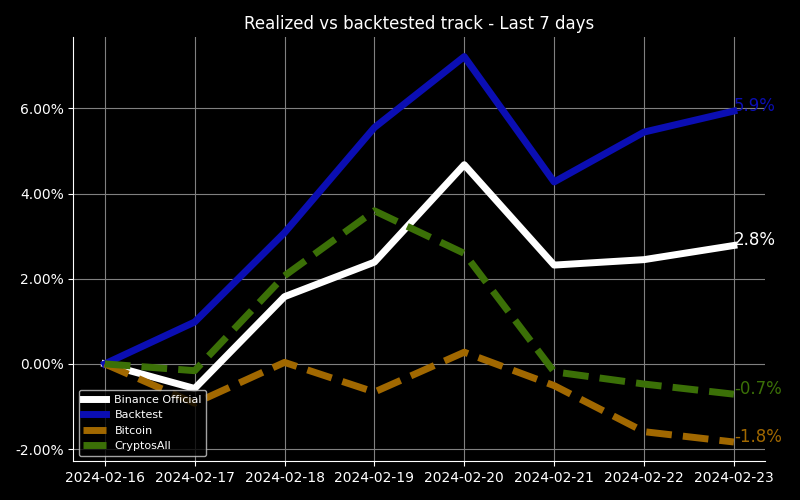 Realized vs backtested track - Last 7 days
6.00%
4.00%
2.00%
0.00%
-2.00%
5.9%
2.8%
-0.7%
-1.8%
Binance Official
Backtest
Bitcoin
CryptosAll
2024-02-16 2024-02-17 2024-02-18 2024-02-19 2024-02-20 2024-02-21 2024-02-22 2024-02-23